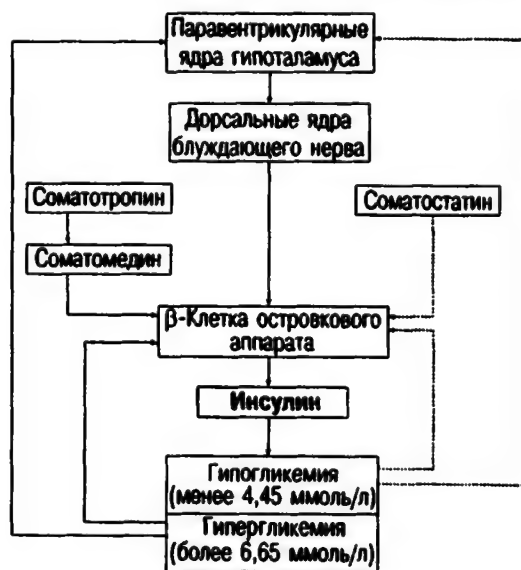 Паравентрикулярные
ядра гипоталамуса
Дорсальные ядра
блуждающего нерва
Соматотропин
Соматостатин
Соматомедин
β-Клетка островкового
аппарата
Инсулин
Гипогликемия
(менее 4,45 ммоль/л)
Гипергликемия
(более 6,65 ммоль/л)